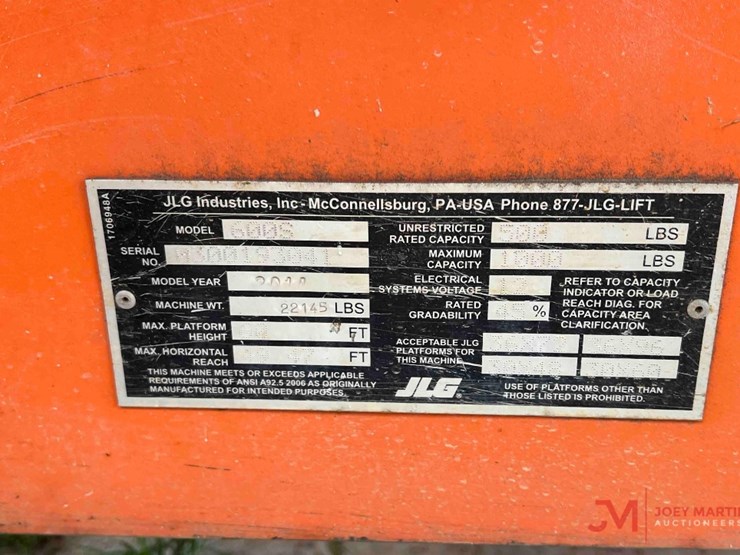 1706948A
JLG Industries, Inc - McConnellsburg, PA-USA Phone 877-JLG-LIFT
MODEL 600S
SERIAL NO.
MODEL YEAR
MACHINE WT. 22145 LBS
MAX. PLATFORM HEIGHT FT
MAX. HORIZONTAL REACH FT
UNRESTRICTED RATED CAPACITY 500 LBS
MAXIMUM CAPACITY 1000 LBS
ELECTRICAL SYSTEMS VOLTAGE
RATED GRADABILITY %
REFER TO CAPACITY
INDICATOR OR LOAD
REACH DIAG. FOR
CAPACITY AREA
CLARIFICATION.
ACCEPTABLE JLG
PLATFORMS FOR
THIS MACHINE
THIS MACHINE MEETS OR EXCEEDS APPLICABLE
REQUIREMENTS OF ANSI A92.5 2006 AS ORIGINALLY
MANUFACTURED FOR INTENDED PURPOSES.
JLG
USE OF PLATFORMS OTHER THAN
THOSE LISTED IS PROHIBITED.
JM JOEY MARTIN
AUCTIONEERS